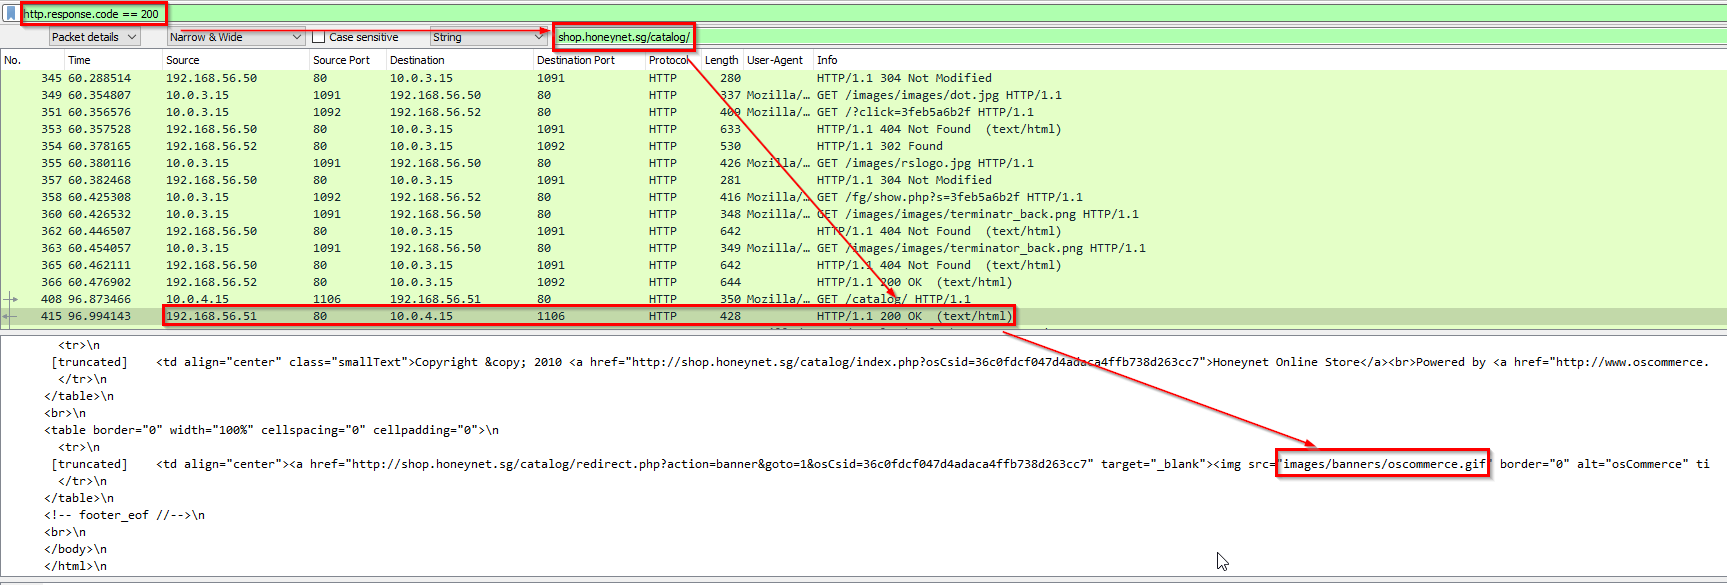 http.response.code == 200
Packet details Narrow & Wide Case sensitive String shop.honeynet.sg/catalog/
No. Time Source Source Port Destination Destination Port Protocol Length User-Agent Info
345 60.288514 192.168.56.50 80 10.0.3.15 1091 HTTP 280 HTTP/1.1 304 Not Modified
349 60.354807 10.0.3.15 1091 192.168.56.50 80 HTTP 337 Mozilla/… GET /images/images/dot.jpg HTTP/1.1
351 60.356576 10.0.3.15 1092 192.168.56.52 80 HTTP 409 Mozilla/… GET /?click=3feb5a6b2f HTTP/1.1
353 60.357528 192.168.56.50 80 10.0.3.15 1091 HTTP 633 HTTP/1.1 404 Not Found (text/html)
354 60.378165 192.168.56.52 80 10.0.3.15 1092 HTTP 530 HTTP/1.1 302 Found
355 60.380116 10.0.3.15 1091 192.168.56.50 80 HTTP 426 Mozilla/… GET /images/rslogo.jpg HTTP/1.1
357 60.382468 192.168.56.50 80 10.0.3.15 1091 HTTP 281 HTTP/1.1 304 Not Modified
358 60.425308 10.0.3.15 1092 192.168.56.52 80 HTTP 416 Mozilla/… GET /fg/show.php?s=3feb5a6b2f HTTP/1.1
360 60.426532 10.0.3.15 1091 192.168.56.50 80 HTTP 348 Mozilla/… GET /images/images/terminatr_back.png HTTP/1.1
362 60.446507 192.168.56.50 80 10.0.3.15 1091 HTTP 642 HTTP/1.1 404 Not Found (text/html)
363 60.454057 10.0.3.15 1091 192.168.56.50 80 HTTP 349 Mozilla/… GET /images/images/terminator_back.png HTTP/1.1
365 60.462111 192.168.56.50 80 10.0.3.15 1091 HTTP 642 HTTP/1.1 404 Not Found (text/html)
366 60.476902 192.168.56.52 80 10.0.3.15 1092 HTTP 644 HTTP/1.1 200 OK (text/html)
408 96.873466 10.0.4.15 1106 192.168.56.51 80 HTTP 350 Mozilla/… GET /catalog/ HTTP/1.1
415 96.994143 192.168.56.51 80 10.0.4.15 1106 HTTP 428 HTTP/1.1 200 OK (text/html)
<tr>\n
[truncated] <td align="center" class="smallText">Copyright &copy; 2010 <a href="http://shop.honeynet.sg/catalog/index.php?osCsid=36c0fdcf047d4adaca4ffb738d263cc7">Honeynet Online Store</a><br>Powered by <a href="http://www.oscommerce.
</tr>\n
</table>\n
<br>\n
<table border="0" width="100%" cellspacing="0" cellpadding="0">\n
<tr>\n
[truncated] <td align="center"><a href="http://shop.honeynet.sg/catalog/redirect.php?action=banner&goto=1&osCsid=36c0fdcf047d4adaca4ffb738d263cc7" target="_blank"><img src="images/banners/oscommerce.gif" border="0" alt="osCommerce" ti
</tr>\n
</table>\n
<!-- footer_eof //-->\n
<br>\n
</body>\n
</html>\n